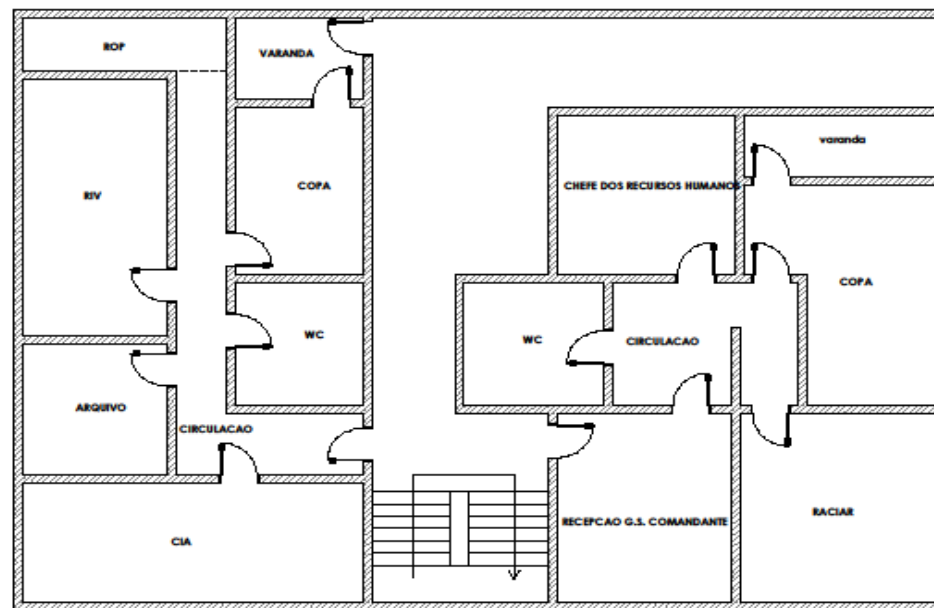 ROP
VARANDA
varanda
RIV
COPA
CHEFE DOS RECURSOS HUMANOS
COPA
WC
WC
CIRCULACAO
ARQUIVO
CIRCULACAO
CIA
RECEPCAO G.S. COMANDANTE
RACIAR